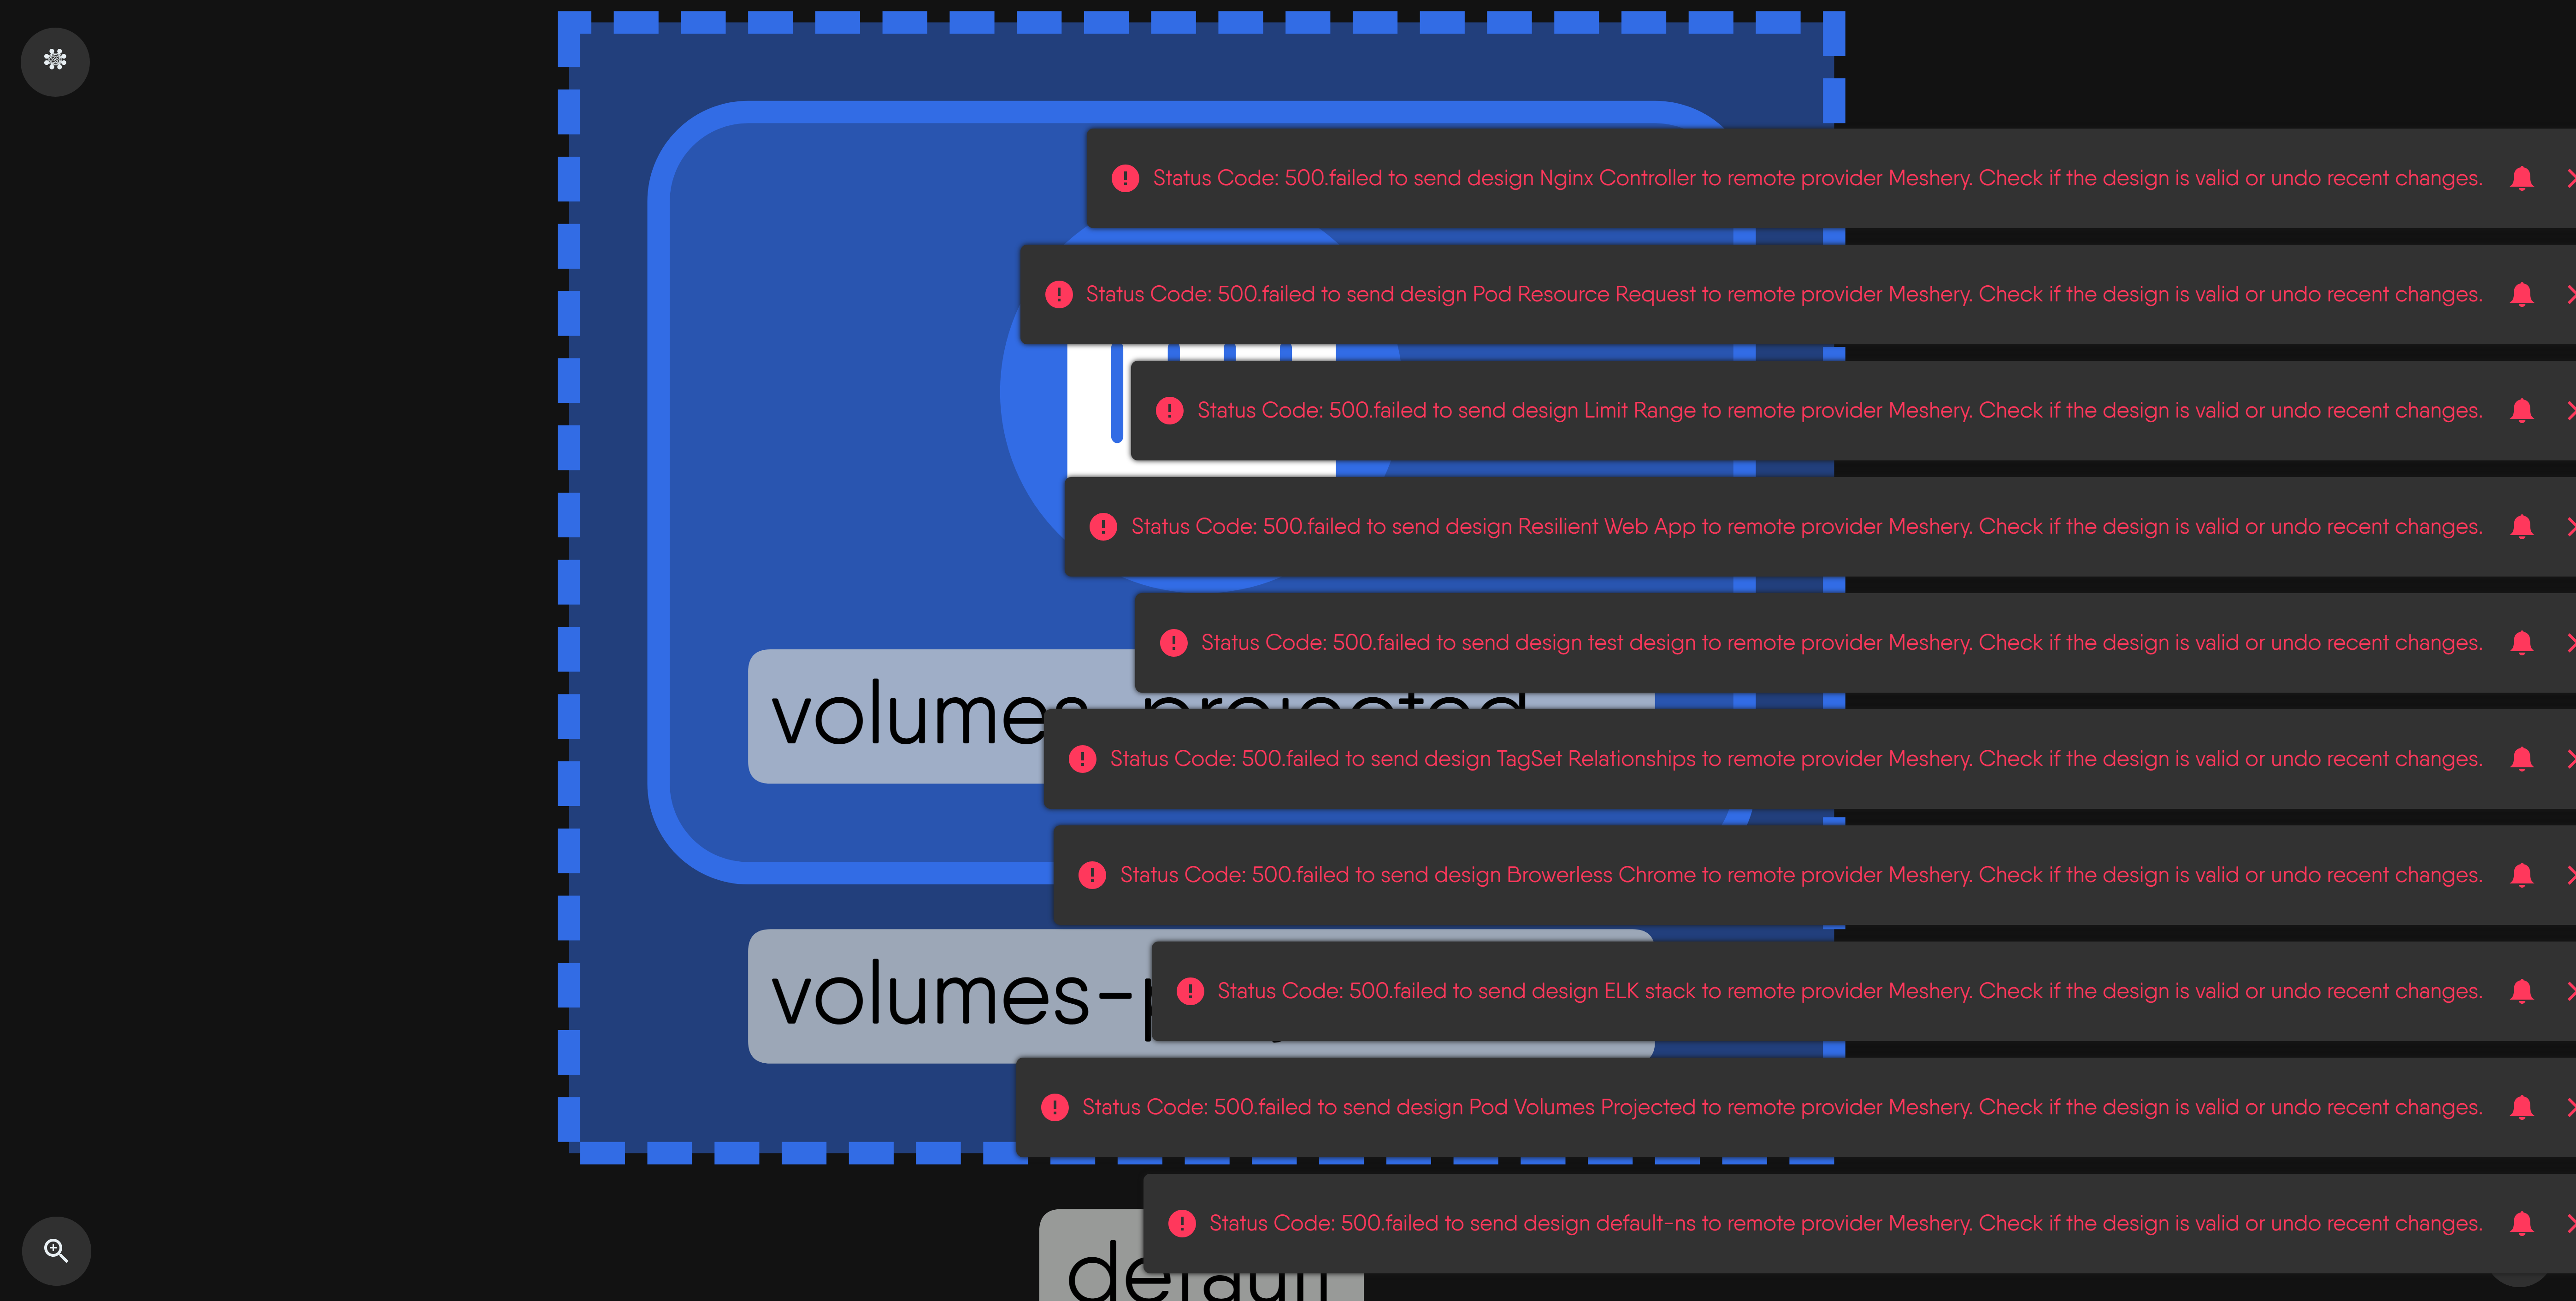 Status Code: 500.failed to send design Nginx Controller to remote provider Meshery. Check if the design is valid or undo recent changes.
Status Code: 500.failed to send design Pod Resource Request to remote provider Meshery. Check if the design is valid or undo recent changes.
Status Code: 500.failed to send design Limit Range to remote provider Meshery. Check if the design is valid or undo recent changes.
Status Code: 500.failed to send design Resilient Web App to remote provider Meshery. Check if the design is valid or undo recent changes.
Status Code: 500.failed to send design test design to remote provider Meshery. Check if the design is valid or undo recent changes.
volumes-projected-
Status Code: 500.failed to send design TagSet Relationships to remote provider Meshery. Check if the design is valid or undo recent changes.
Status Code: 500.failed to send design Browerless Chrome to remote provider Meshery. Check if the design is valid or undo recent changes.
volumes-p
Status Code: 500.failed to send design ELK stack to remote provider Meshery. Check if the design is valid or undo recent changes.
Status Code: 500.failed to send design Pod Volumes Projected to remote provider Meshery. Check if the design is valid or undo recent changes.
Status Code: 500.failed to send design default-ns to remote provider Meshery. Check if the design is valid or undo recent changes.
default